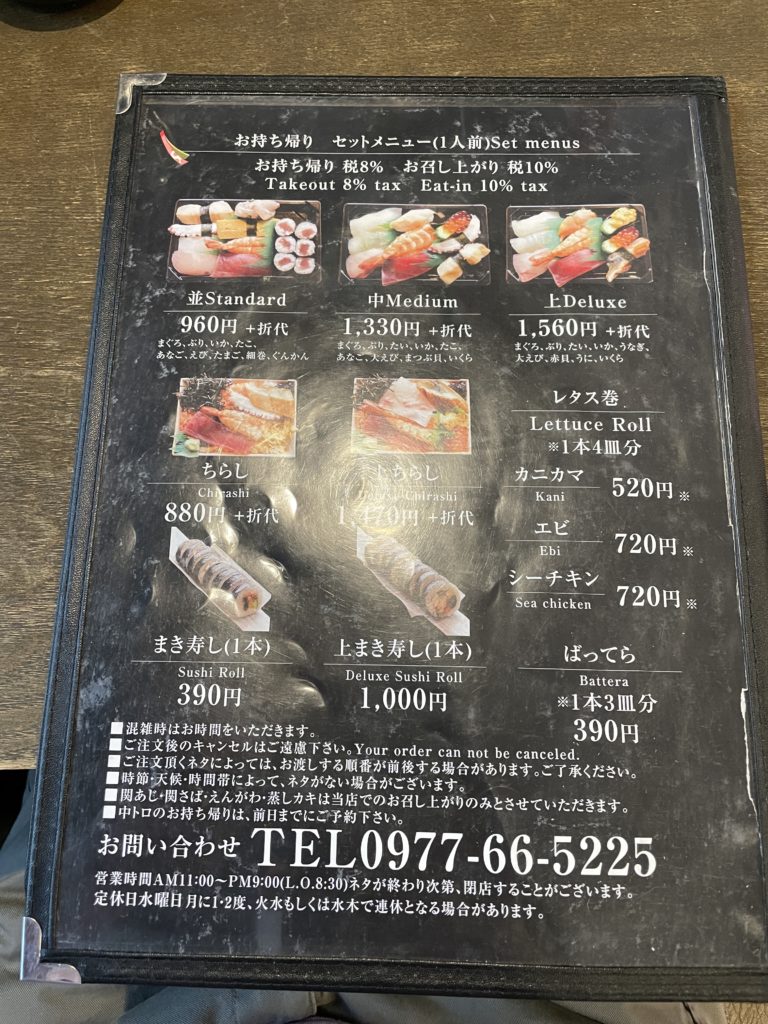 お持ち帰り セットメニュー(1人前)Set menus
お持ち帰り 税8% お召し上がり 税10%
Takeout 8% tax Eat-in 10% tax
並Standard
960円 +折代
まぐろ、ぶり、いか、たこ、
あなご、えび、たまご、細巻、ぐんかん
中Medium
1,330円 +折代
まぐろ、ぶり、たい、いか、たこ、
あなご、大えび、まつぶ貝、いくら
上Deluxe
1,560円 +折代
まぐろ、ぶり、たい、いか、うなぎ、
大えび、赤貝、うに、いくら
ちらし
Chirashi
880円 +折代
上ちらし
Deluxe Chirashi
1,470円 +折代
レタス巻
Lettuce Roll
※1本4皿分
カニカマ
Kani
520円※
エビ
Ebi
720円※
シーチキン
Sea chicken
720円※
まき寿し(1本)
Sushi Roll
390円
上まき寿し(1本)
Deluxe Sushi Roll
1,000円
ばってら
Battera
※1本3皿分
390円
■混雑時はお時間をいただきます。
■ご注文後のキャンセルはご遠慮下さい。Your order can not be canceled.
■ご注文頂くネタによっては、お渡しする順番が前後する場合があります。ご了承ください。
■時節・天候・時間帯によって、ネタがない場合がございます。
■関あじ・関さば・えんがわ・蒸しカキは当店でのお召し上がりのみとさせていただきます。
■中トロのお持ち帰りは、前日までにご予約下さい。
お問い合わせ TEL0977-66-5225
営業時間AM11:00～PM9:00(L.O.8:30)ネタが終わり次第、閉店することがございます。
定休日水曜日月に1・2度、火水もしくは水木で連休となる場合があります。